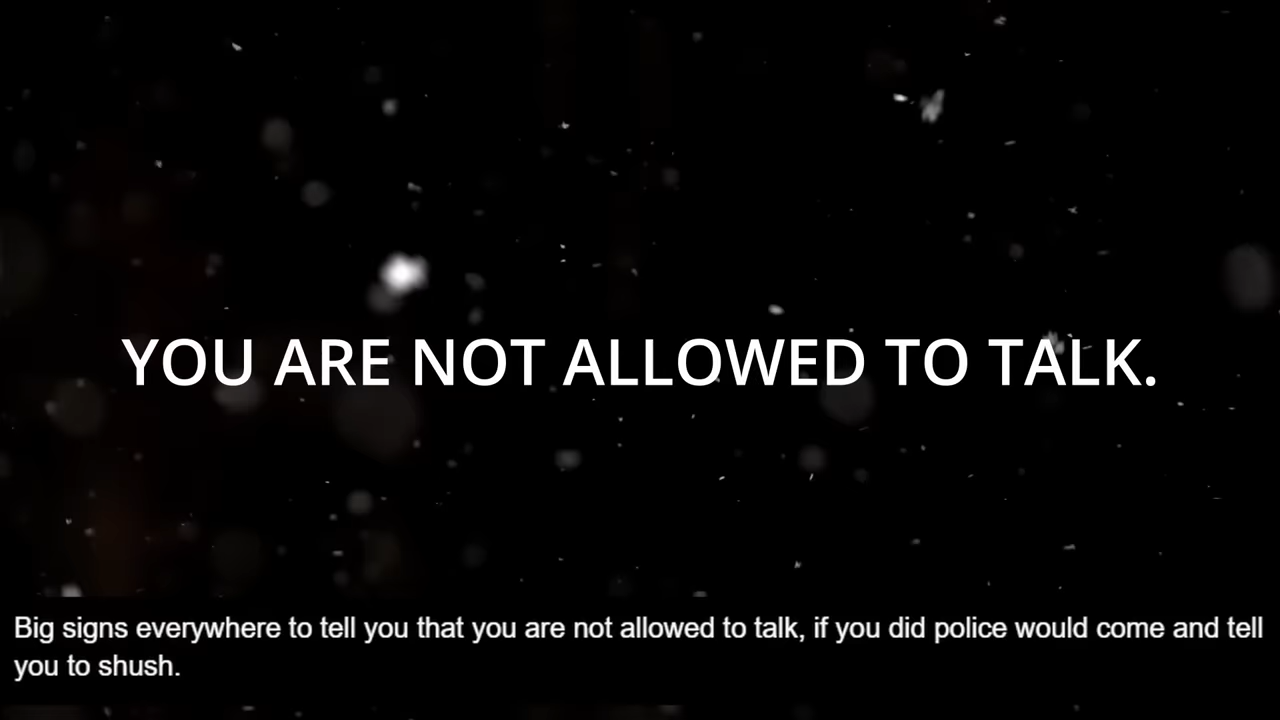 YOU ARE NOT ALLOWED TO TALK.
Big signs everywhere to tell you that you are not allowed to talk, if you did police would come and tell
you to shush.